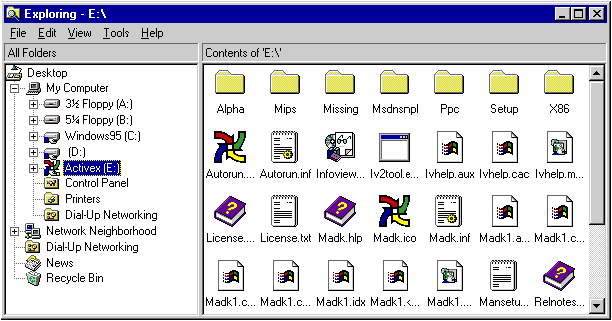 Exploring - E:\
File Edit View Tools Help
All Folders
Contents of 'E:\'
Desktop
My Computer
3½ Floppy (A:)
5¼ Floppy (B:)
Windows95 (C:)
(D:)
Activex (E:)
Control Panel
Printers
Dial-Up Networking
Network Neighborhood
Dial-Up Networking
News
Recycle Bin
Alpha Mips Missing Msdnsnpl Ppc Setup X86
Autorun.... Autorun.inf Infoview... Iv2tool.e... Ivhelp.aux Ivhelp.cac Ivhelp.m...
License.... License.txt Madk.hlp Madk.ico Madk.inf Madk1.a... Madk1.c...
Madk1.c... Madk1.c... Madk1.idx Madk1.<... Madk1.... Mansetu... Relnotes...